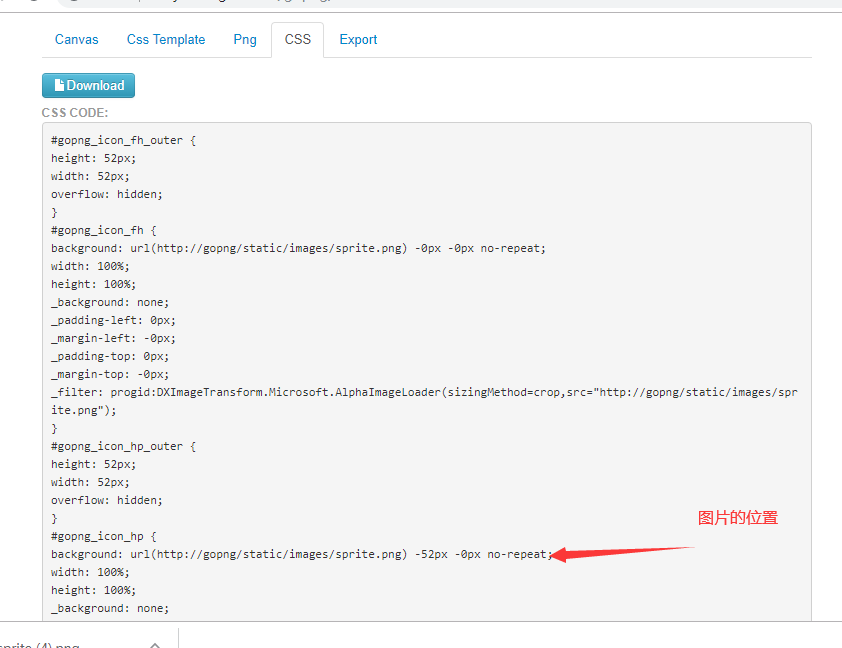 Canvas
Css Template
Png
CSS
Export
Download
CSS CODE:
#gopng_icon_fh_outer {
height: 52px;
width: 52px;
overflow: hidden;
}
#gopng_icon_fh {
background: url(http://gopng/static/images/sprite.png) -0px -0px no-repeat;
width: 100%;
height: 100%;
_background: none;
_padding-left: 0px;
_margin-left: -0px;
_padding-top: 0px;
_margin-top: -0px;
_filter: progid:DXImageTransform.Microsoft.AlphaImageLoader(sizingMethod=crop,src="http://gopng/static/images/spr
ite.png");
}
#gopng_icon_hp_outer {
height: 52px;
width: 52px;
overflow: hidden;
}
图片的位置
#gopng_icon_hp {
background: url(http://gopng/static/images/sprite.png) -52px -0px no-repeat;
width: 100%;
height: 100%;
_background: none;
sprite (4).png